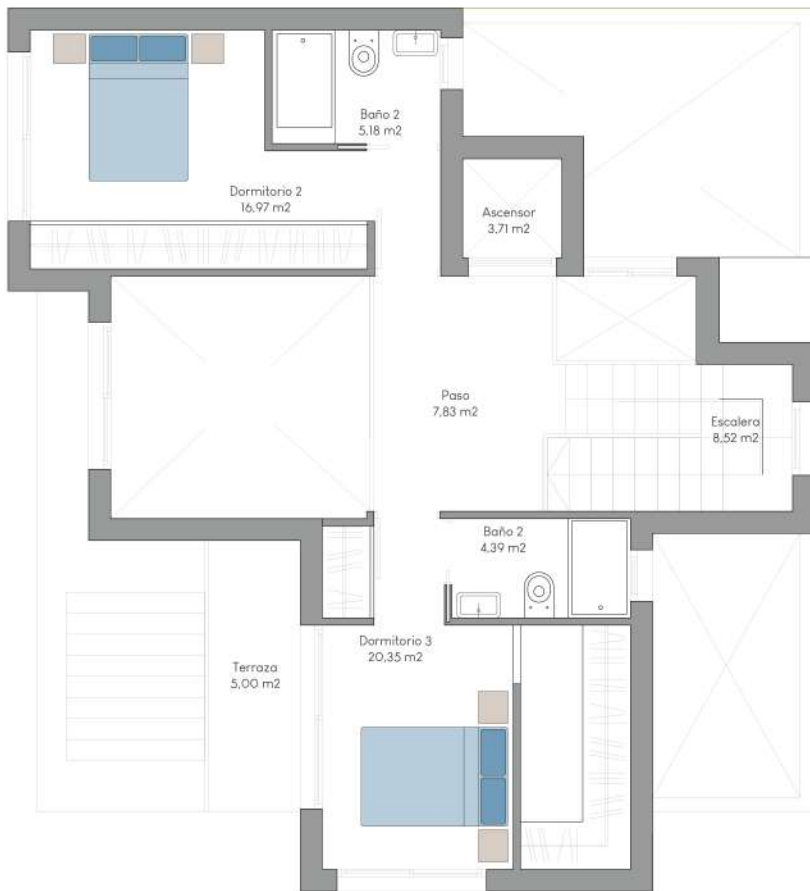 Baño 2
5,18 m2
Dormitorio 2
16,97 m2
Ascensor
3,71 m2
Paso
7,83 m2
Escalera
8,52 m2
Baño 2
4,39 m2
Dormitorio 3
20,35 m2
Terraza
5,00 m2